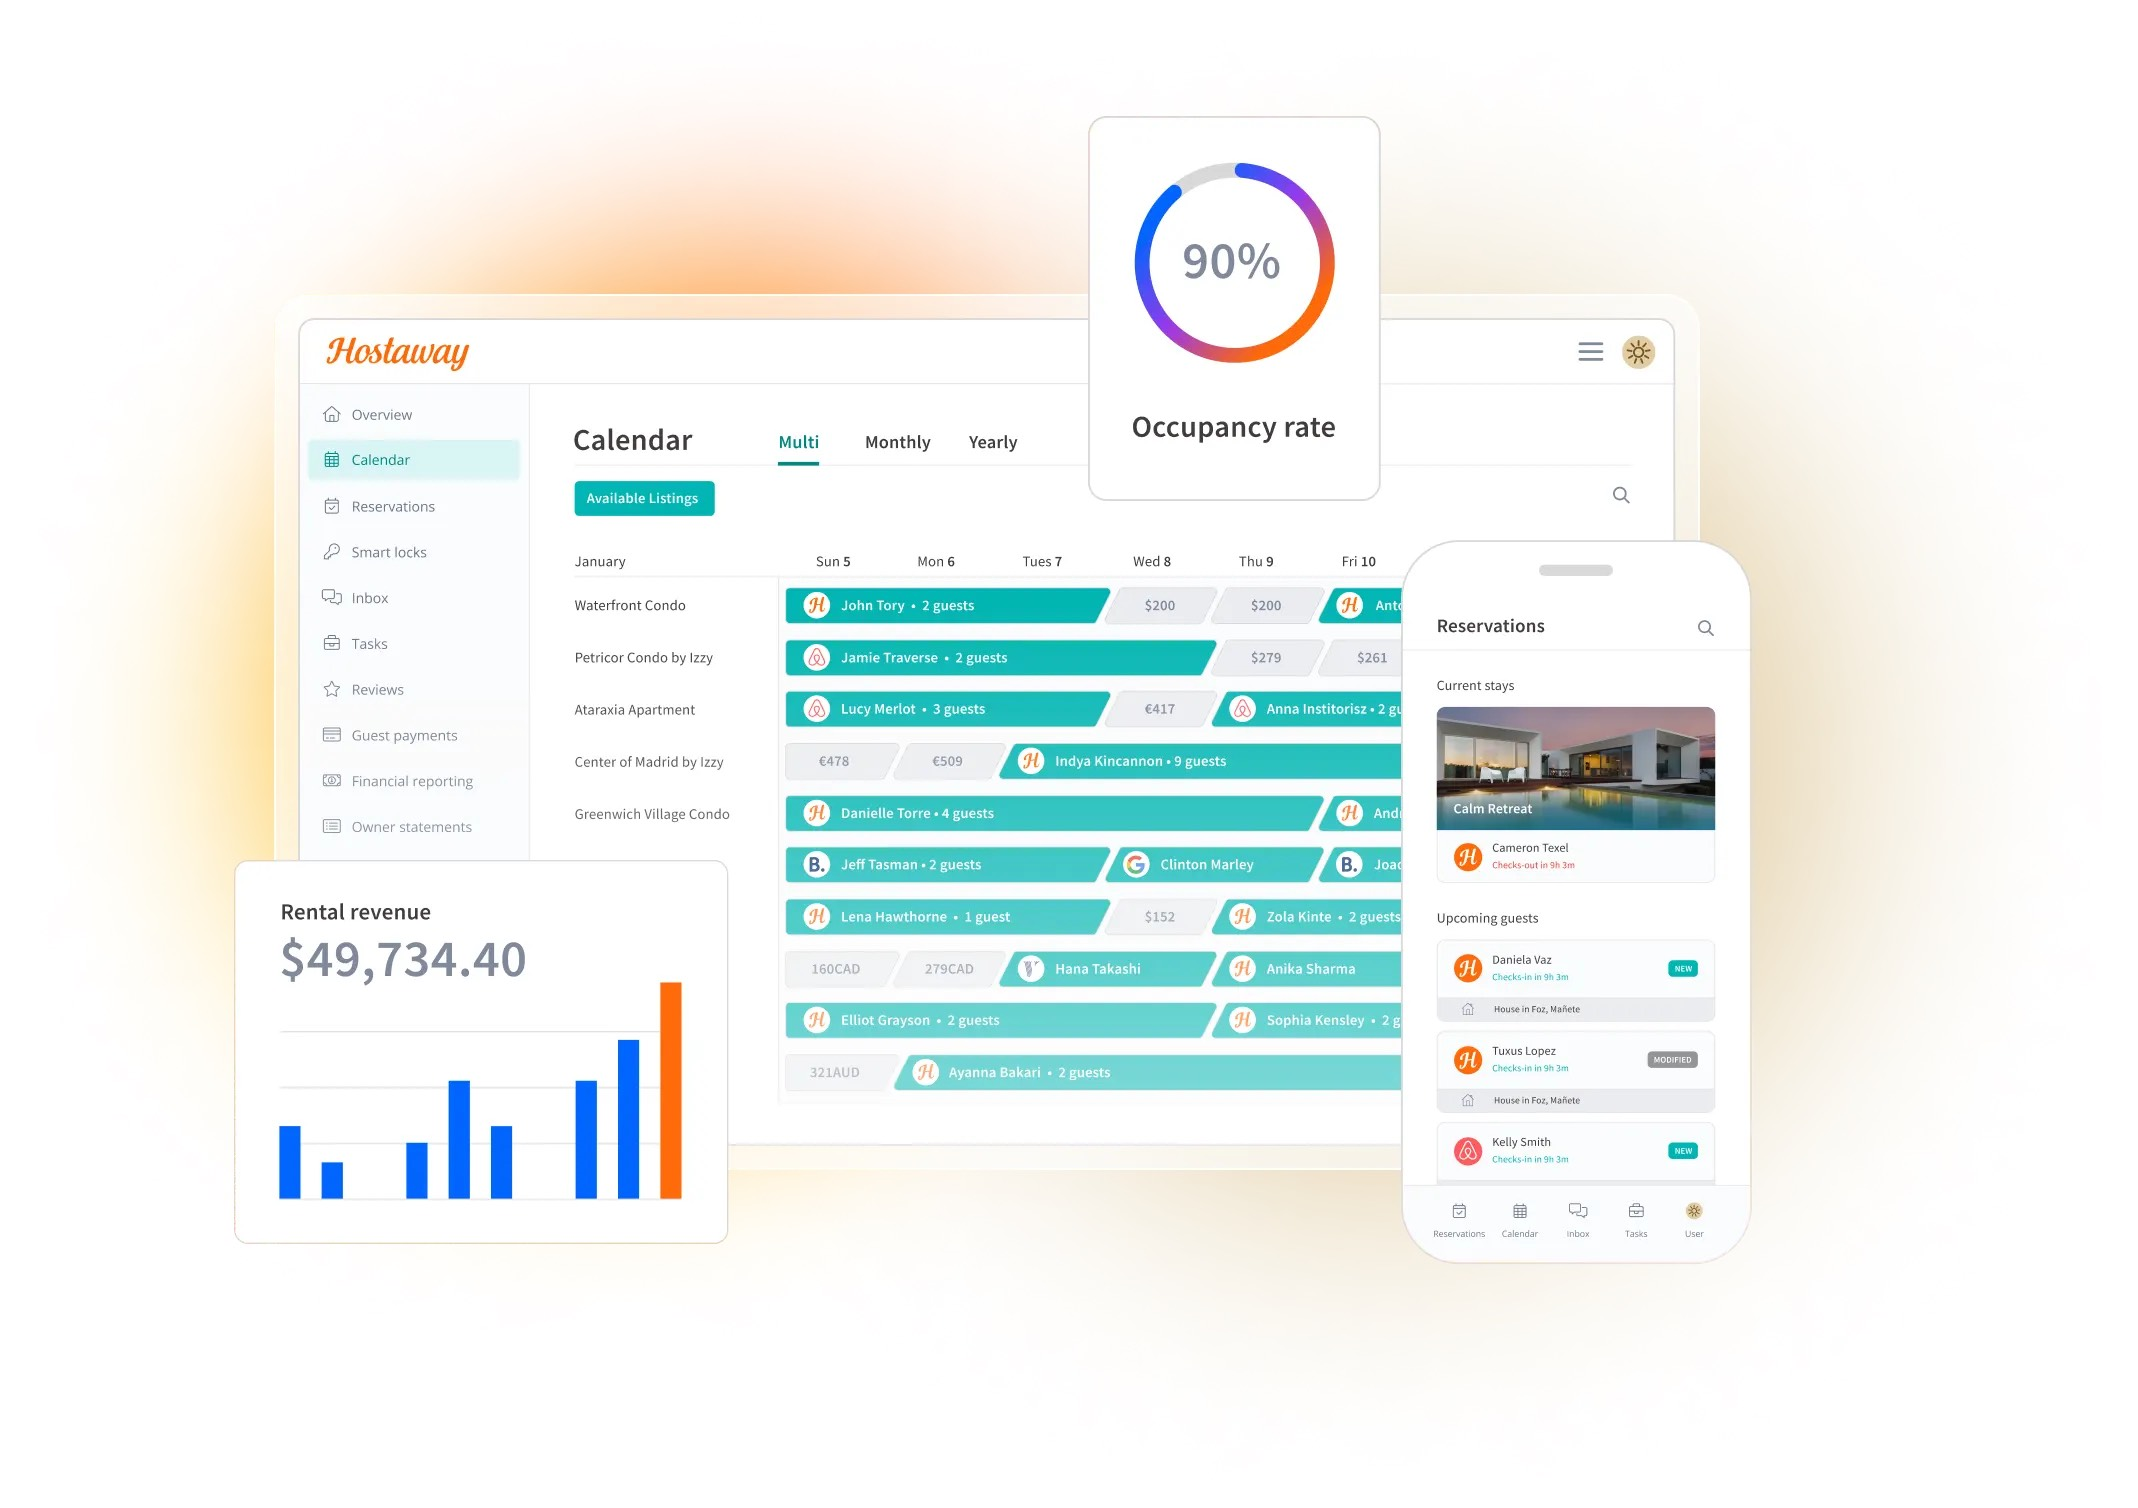 90%
Occupancy rate
Hostaway
Overview
Calendar
Reservations
Smart locks
Inbox
Tasks
Reviews
Guest payments
Financial reporting
Owner statements
Calendar Multi Monthly Yearly
Available Listings
January Sun 5 Mon 6 Tues 7 Wed 8 Thu 9 Fri 10
Waterfront Condo John Tory • 2 guests $200 $200 Anto
Petricor Condo by Izzy Jamie Traverse • 2 guests $279 $261
Ataraxia Apartment Lucy Merlot • 3 guests €417 Anna Institorisz • 2 gu
Center of Madrid by Izzy €478 €509 Indya Kincannon • 9 guests
Greenwich Village Condo Danielle Torre • 4 guests And
B. Jeff Tasman • 2 guests Clinton Marley B. Joac
Lena Hawthorne • 1 guest $152 Zola Kinte • 2 guests
160CAD 279CAD Hana Takashi Anika Sharma
Elliot Grayson • 2 guests Sophia Kensley • 2 g
321AUD Ayanna Bakari • 2 guests
Rental revenue
$49,734.40
Reservations
Current stays
Calm Retreat
Cameron Texel
Checks-out in 9h 3m
Upcoming guests
Daniela Vaz
Checks-in in 9h 3m
NEW
House in Foz, Mañete
Tuxus Lopez
Checks-in in 9h 3m
MODIFIED
House in Foz, Mañete
Kelly Smith
Checks-in in 9h 3m
NEW
Reservations Calendar Inbox Tasks User